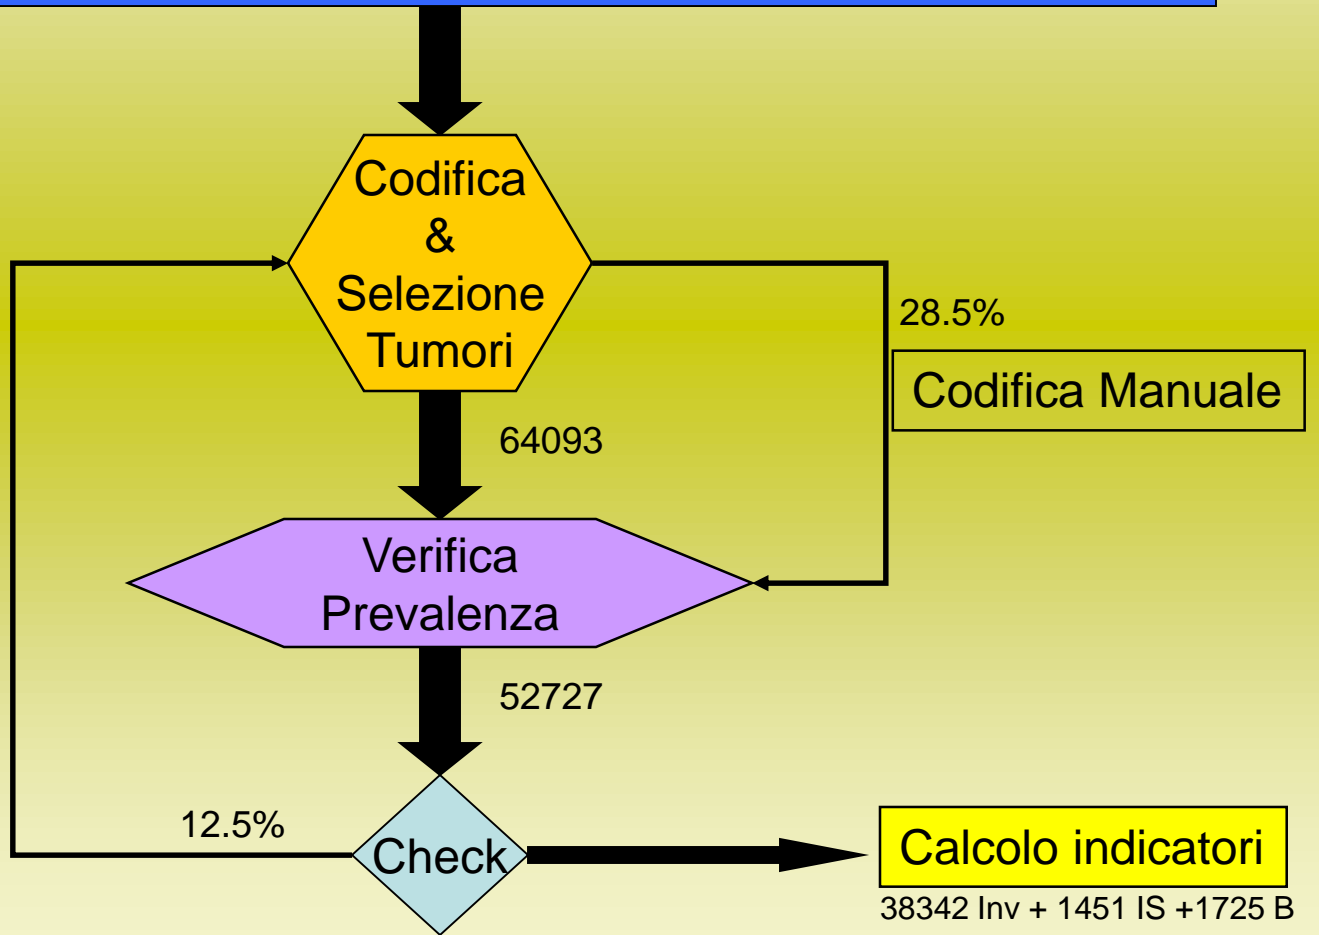 Codifica
&
Selezione
Tumori
28.5%
Codifica Manuale
64093
Verifica
Prevalenza
52727
12.5%
Check
Calcolo indicatori
38342 Inv + 1451 IS +1725 B